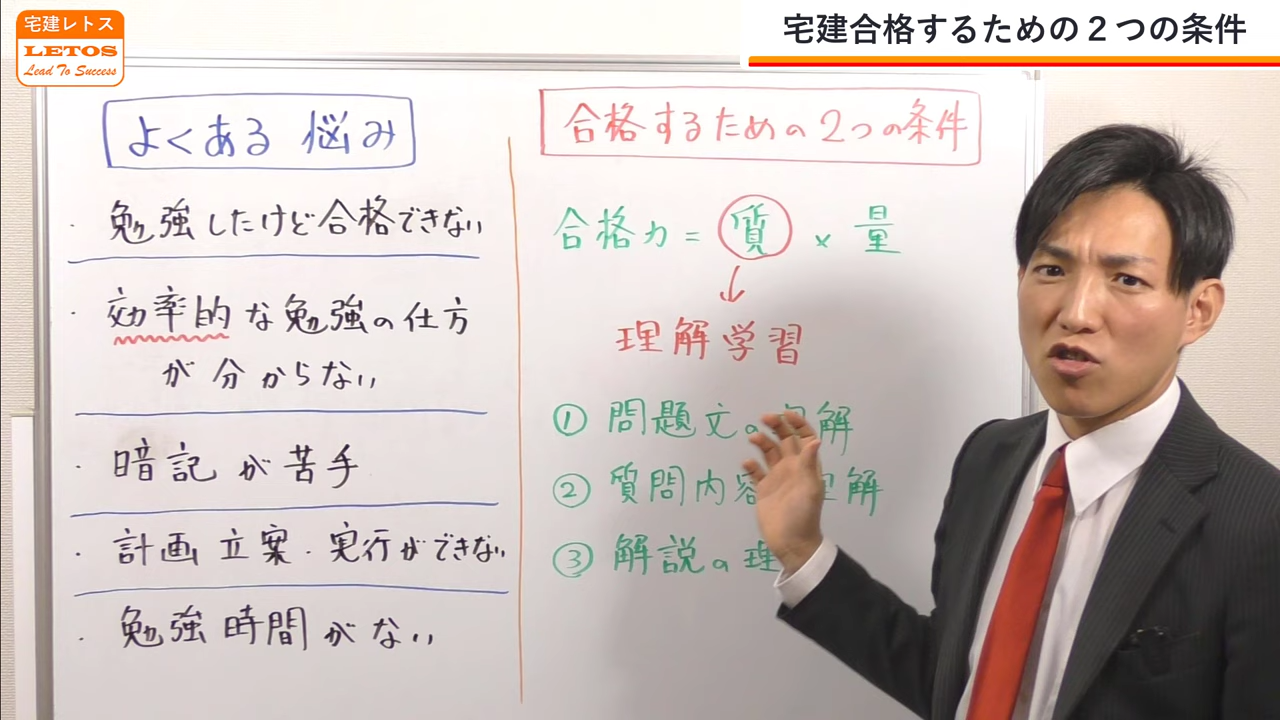 宅建レトス
LETOS
Lead To Success
宅建合格するための2つの条件
よくある 悩み
・勉強したけど合格できない
・効率的な勉強の仕方
が分からない
・暗記が苦手
・計画立案・実行ができない
・勉強時間がない
合格するための2つの条件
合格力=質×量
↓
理解学習
① 問題文の 解
② 質問内容 解
③ 解説の理